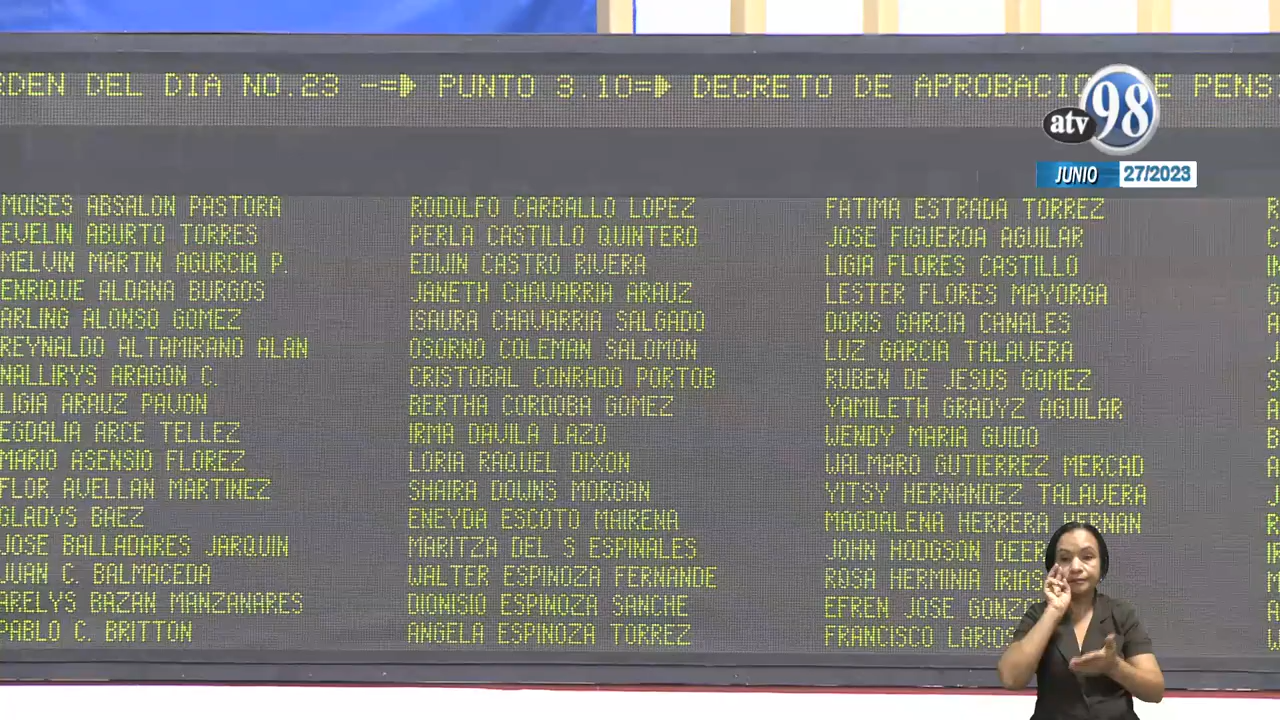 RDEN DEL DIA NO.23 -=> PUNTO 3.10=> DECRETO DE APROBACIO E PENS
atv 98
JUNIO 27/2023
MOISES ABSALON PASTORA
EVELIN ABURTO TORRES
MELVIN MARTIN AGURCIA P.
ENRIQUE ALDANA BURGOS
ARLING ALONSO GOMEZ
REYNALDO ALTAMIRANO ALAN
NALLIRYS ARAGON C.
LIGIA ARAUZ PAVON
EGDALIA ARCE TELLEZ
MARIO ASENSIO FLOREZ
FLOR AVELLAN MARTINEZ
GLADYS BAEZ
JOSE BALLADARES JARQUIN
JUAN C. BALMACEDA
ARELYS BAZAN MANZANARES
PABLO C. BRITTON
RODOLFO CARBALLO LOPEZ
PERLA CASTILLO QUINTERO
EDWIN CASTRO RIVERA
JANETH CHAVARRIA ARAUZ
ISAURA CHAVARRIA SALGADO
OSORNO COLEMAN SALOMON
CRISTOBAL CONRADO PORTOB
BERTHA CORDOBA GOMEZ
IRMA DAVILA LAZO
LORIA RAQUEL DIXON
SHAIRA DOWNS MORGAN
ENEYDA ESCOTO MAIRENA
MARITZA DEL S ESPINALES
WALTER ESPINOZA FERNANDE
DIONISIO ESPINOZA SANCHE
ANGELA ESPINOZA TORREZ
FATIMA ESTRADA TORREZ
JOSE FIGUEROA AGUILAR
LIGIA FLORES CASTILLO
LESTER FLORES MAYORGA
DORIS GARCIA CANALES
LUZ GARCIA TALAVERA
RUBEN DE JESUS GOMEZ
YAMILETH GRADYZ AGUILAR
WENDY MARIA GUIDO
WALMARO GUTIERREZ MERCAD
YITSY HERNANDEZ TALAVERA
MAGDALENA HERRERA HERNAN
JOHN HODGSON DEER
ROSA HERMINIA IRIAS
EFREN JOSE GONZA
FRANCISCO LARIOS